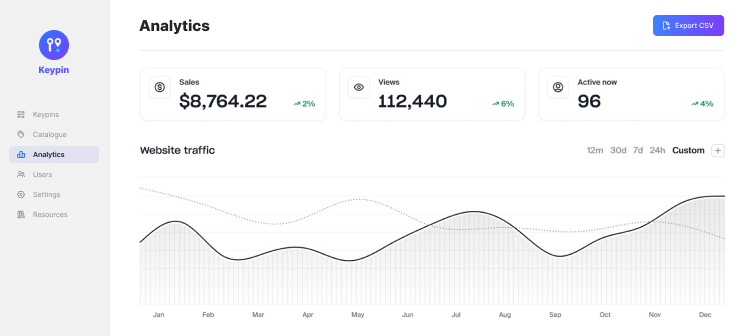 Keypin
Keypins
Catalogue
Analytics
Users
Settings
Resources
Analytics
Export CSV
Sales
$8,764.22
2%
Views
112,440
6%
Active now
96
4%
Website traffic
12m 30d 7d 24h Custom +
Jan Feb Mar Apr May Jun Jul Aug Sep Oct Nov Dec